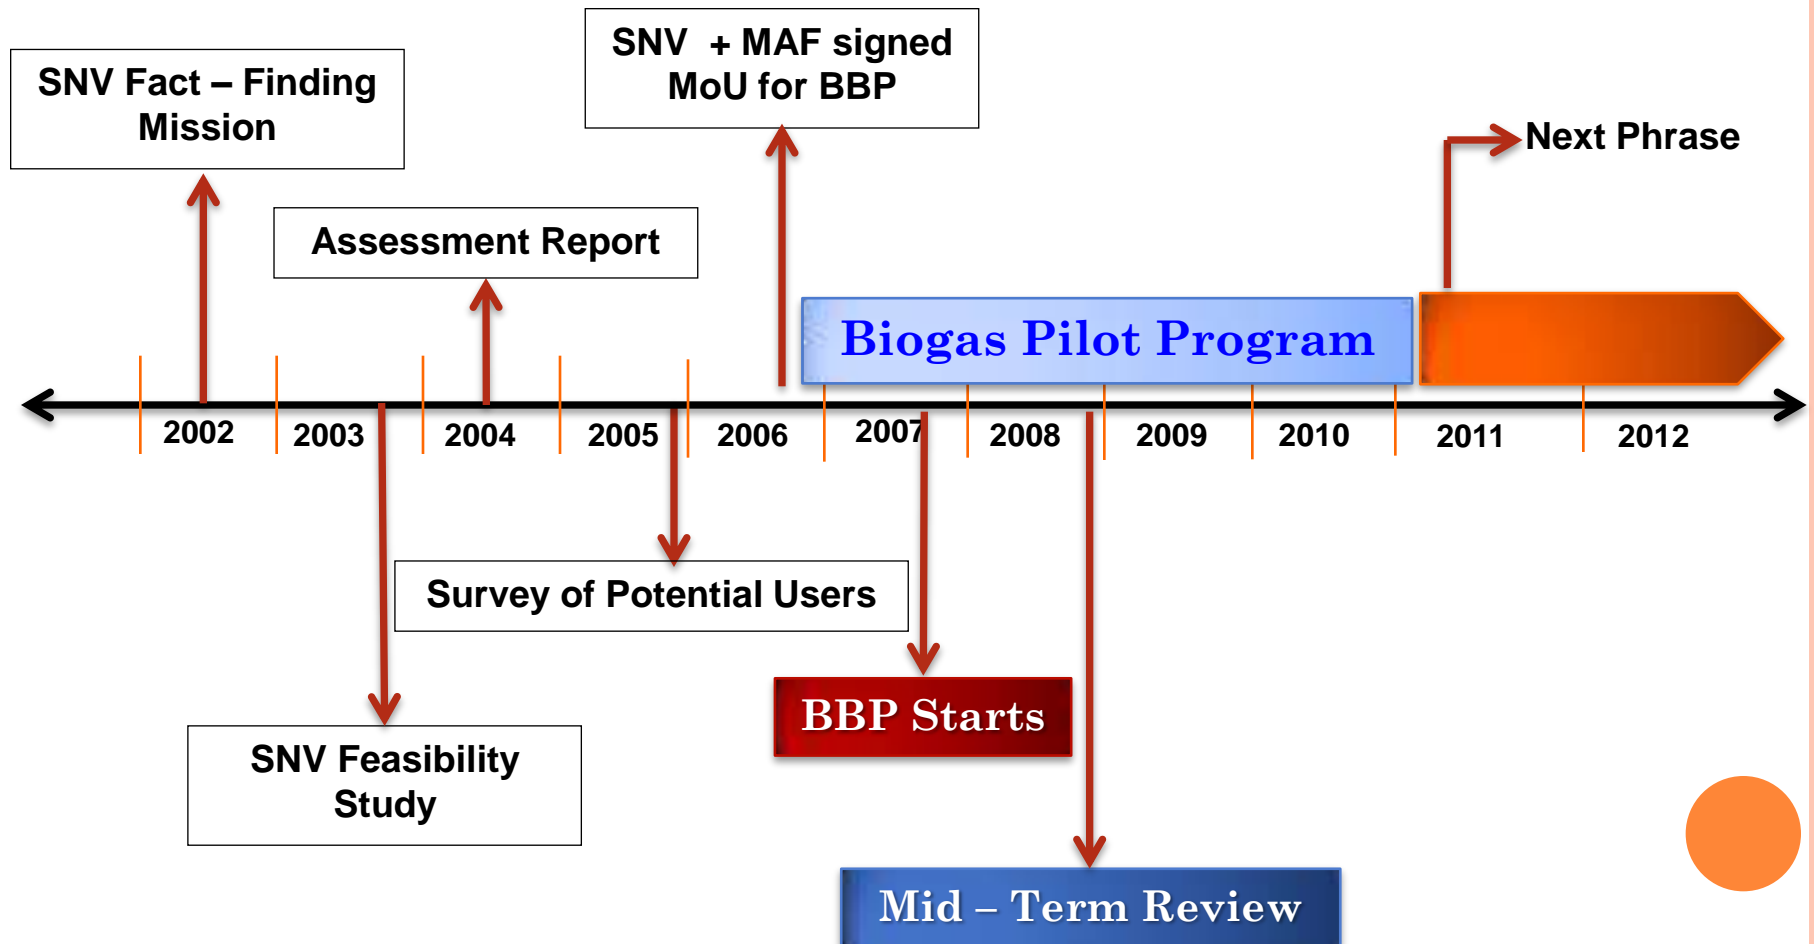 SNV  + MAF signed
MoU for BBP
SNV Fact – Finding
Mission
Next Phrase
Assessment Report
Biogas Pilot Program
2002
2003
2004
2005
2006
2007
2008
2009
2010
2011
2012
Survey of Potential Users
BBP Starts
SNV Feasibility
Study
Mid – Term Review